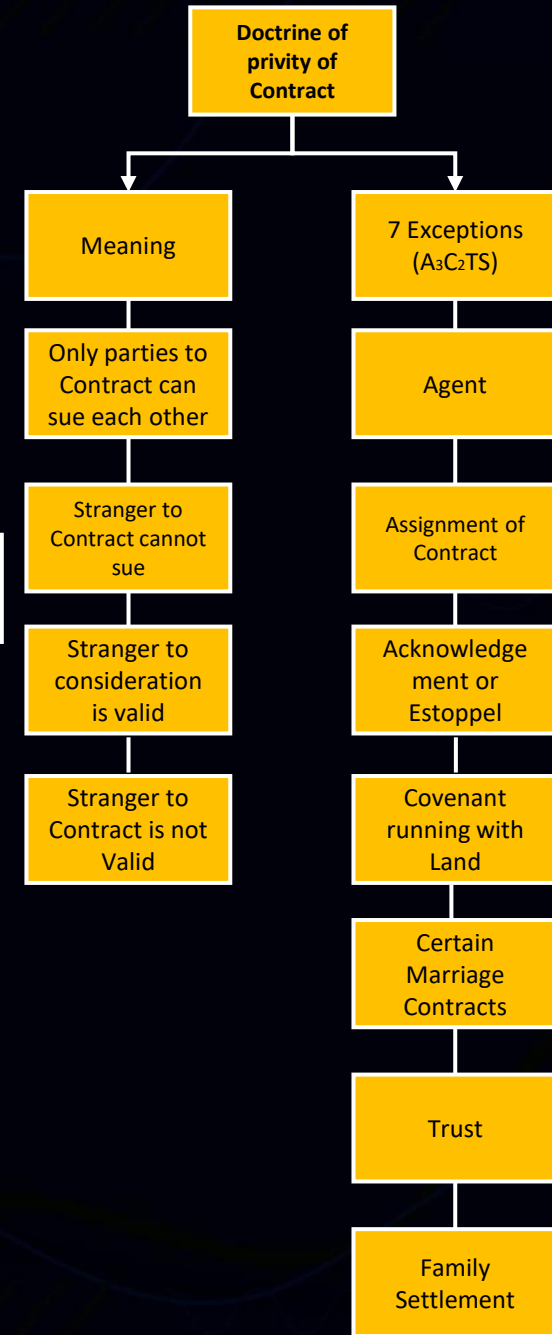 Doctrine of
privity of
Contract
Meaning
Only parties to
Contract can
sue each other
Stranger to
Contract cannot
sue
Stranger to
consideration
is valid
Stranger to
Contract is not
Valid
7 Exceptions
(A₃C₂TS)
Agent
Assignment of
Contract
Acknowledge
ment or
Estoppel
Covenant
running with
Land
Certain
Marriage
Contracts
Trust
Family
Settlement